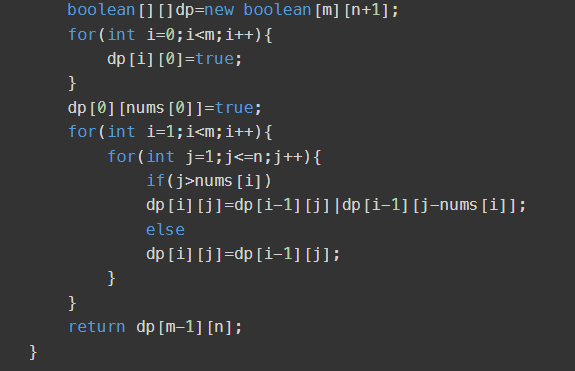 boolean[][]dp=new boolean[m][n+1];
for(int i=0;i<m;i++){
dp[i][0]=true;
}
dp[0][nums[0]]=true;
for(int i=1;i<m;i++){
for(int j=1;j<=n;j++){
if(j>nums[i])
dp[i][j]=dp[i-1][j]|dp[i-1][j-nums[i]];
else
dp[i][j]=dp[i-1][j];
}
}
return dp[m-1][n];
}